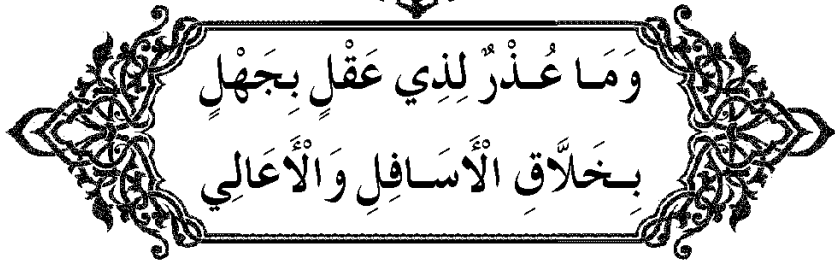 وَمَا عُذْرٌ لِذِي عَقْلٍ بِجَهْلٍ
بِخَلَّاقِ الْأَسَافِلِ وَالْأَعَالِي